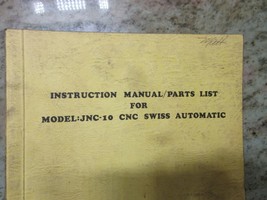 INSTRUCTION MANUAL/PARTS LIST
FOR
MODEL:JNC-10 CNC SWISS AUTOMATIC